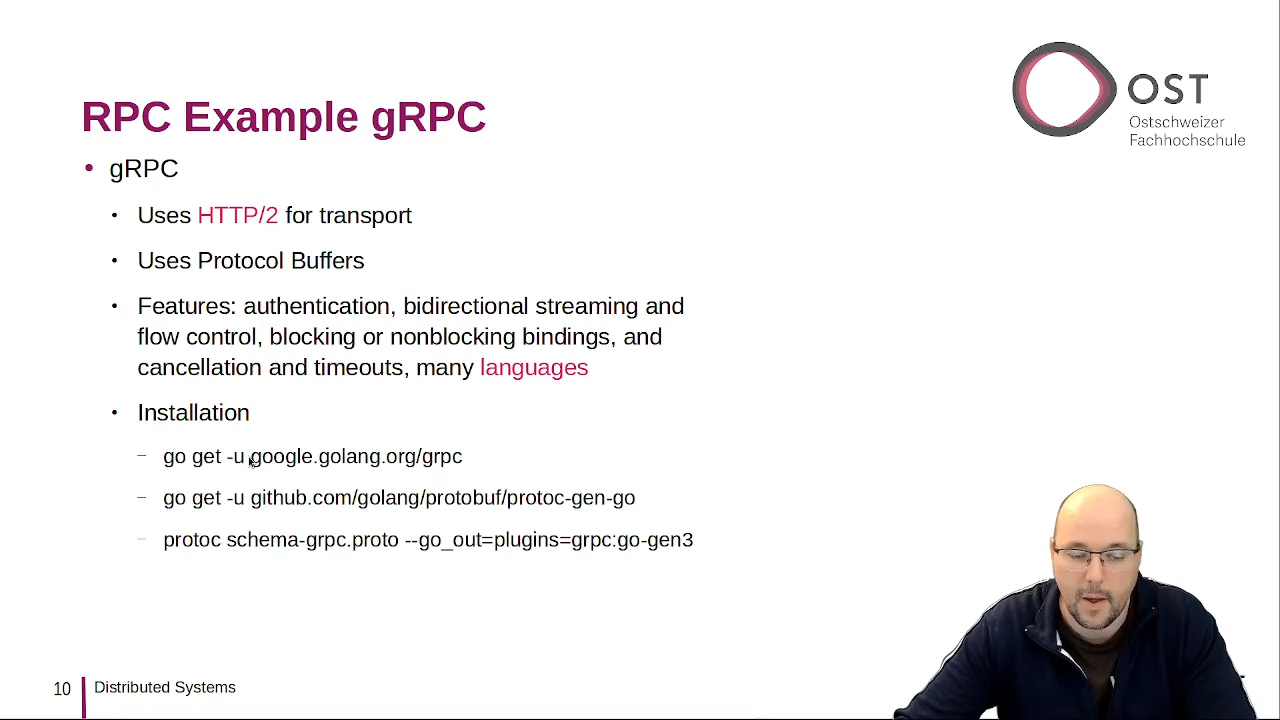 OST
Ostschweizer
Fachhochschule
RPC Example gRPC
• gRPC
• Uses HTTP/2 for transport
• Uses Protocol Buffers
• Features: authentication, bidirectional streaming and
flow control, blocking or nonblocking bindings, and
cancellation and timeouts, many languages
• Installation
– go get -u google.golang.org/grpc
– go get -u github.com/golang/protobuf/protoc-gen-go
– protoc schema-grpc.proto --go_out=plugins=grpc:go-gen3
10 Distributed Systems